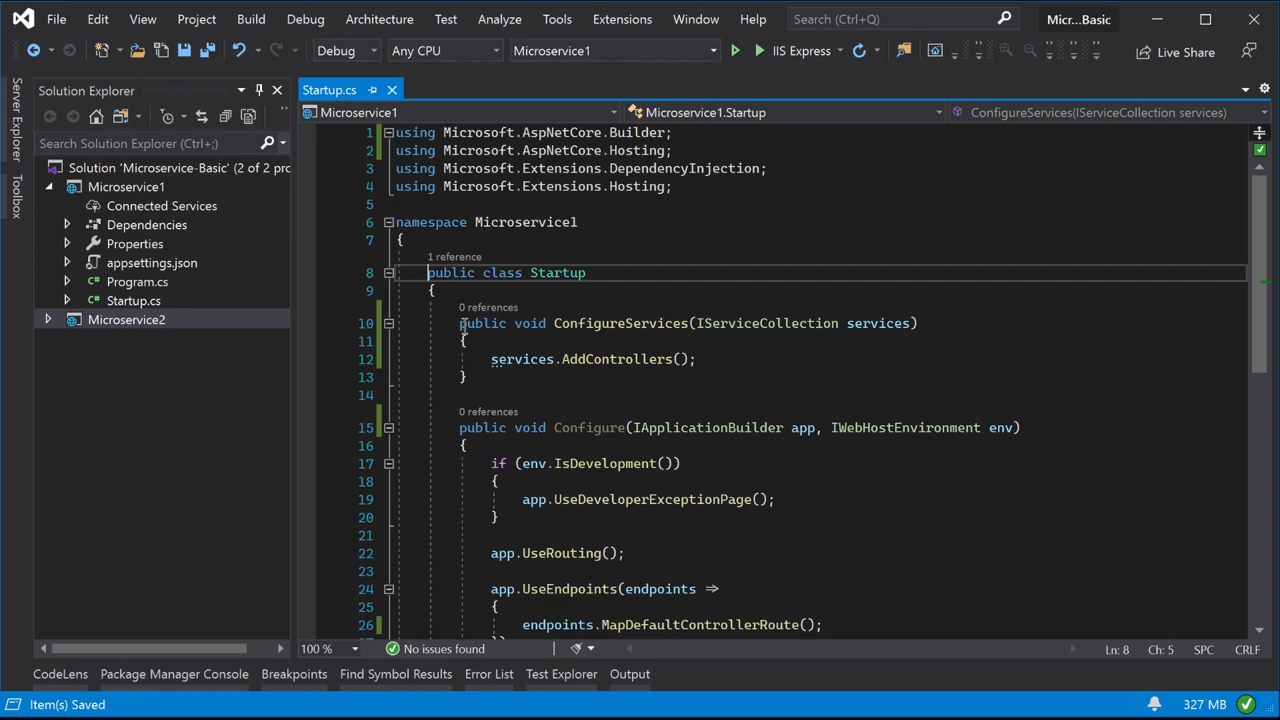 File Edit View Project Build Debug Architecture Test Analyze Tools Extensions Window Help Search (Ctrl+Q) Micr...Basic
Debug Any CPU Microservice1 IIS Express Live Share
Server Explorer
Toolbox
Solution Explorer
Search Solution Explorer (Ctrl+;)
Solution 'Microservice-Basic' (2 of 2 pro
Microservice1
Connected Services
Dependencies
Properties
appsettings.json
Program.cs
Startup.cs
Microservice2
Startup.cs
Microservice1 Microservice1.Startup ConfigureServices(IServiceCollection services)
1 using Microsoft.AspNetCore.Builder;
2 using Microsoft.AspNetCore.Hosting;
3 using Microsoft.Extensions.DependencyInjection;
4 using Microsoft.Extensions.Hosting;
5
6 namespace Microservice1
7 {
1 reference
8 public class Startup
9 {
0 references
10 public void ConfigureServices(IServiceCollection services)
11 {
12 services.AddControllers();
13 }
14
0 references
15 public void Configure(IApplicationBuilder app, IWebHostEnvironment env)
16 {
17 if (env.IsDevelopment())
18 {
19 app.UseDeveloperExceptionPage();
20 }
21
22 app.UseRouting();
23
24 app.UseEndpoints(endpoints =>
25 {
26 endpoints.MapDefaultControllerRoute();
100 % No issues found Ln: 8 Ch: 5 SPC CRLF
CodeLens Package Manager Console Breakpoints Find Symbol Results Error List Test Explorer Output
Item(s) Saved 327 MB